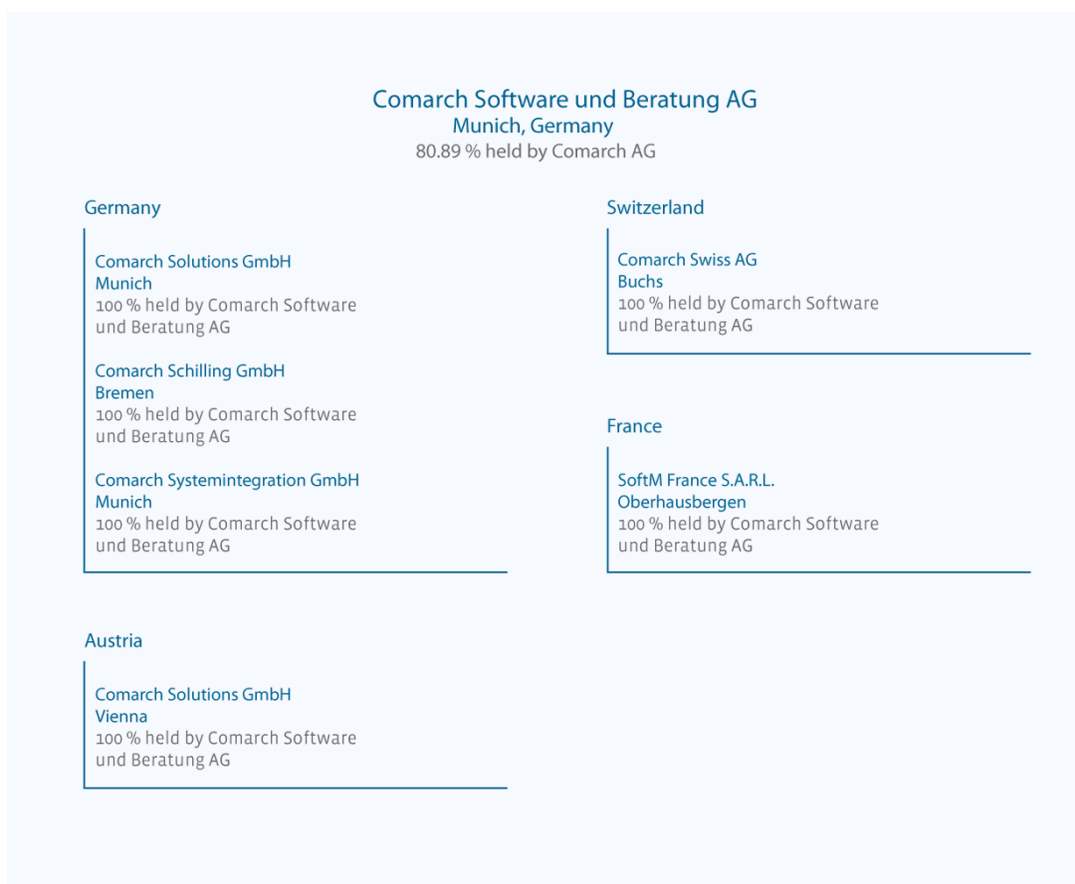 Comarch Software und Beratung AG
Munich, Germany
80.89 % held by Comarch AG
Germany
Comarch Solutions GmbH
Munich
100 % held by Comarch Software
und Beratung AG
Comarch Schilling GmbH
Bremen
100 % held by Comarch Software
und Beratung AG
Comarch Systemintegration GmbH
Munich
100 % held by Comarch Software
und Beratung AG
Austria
Comarch Solutions GmbH
Vienna
100 % held by Comarch Software
und Beratung AG
Switzerland
Comarch Swiss AG
Buchs
100 % held by Comarch Software
und Beratung AG
France
SoftM France S.A.R.L.
Oberhausbergen
100 % held by Comarch Software
und Beratung AG